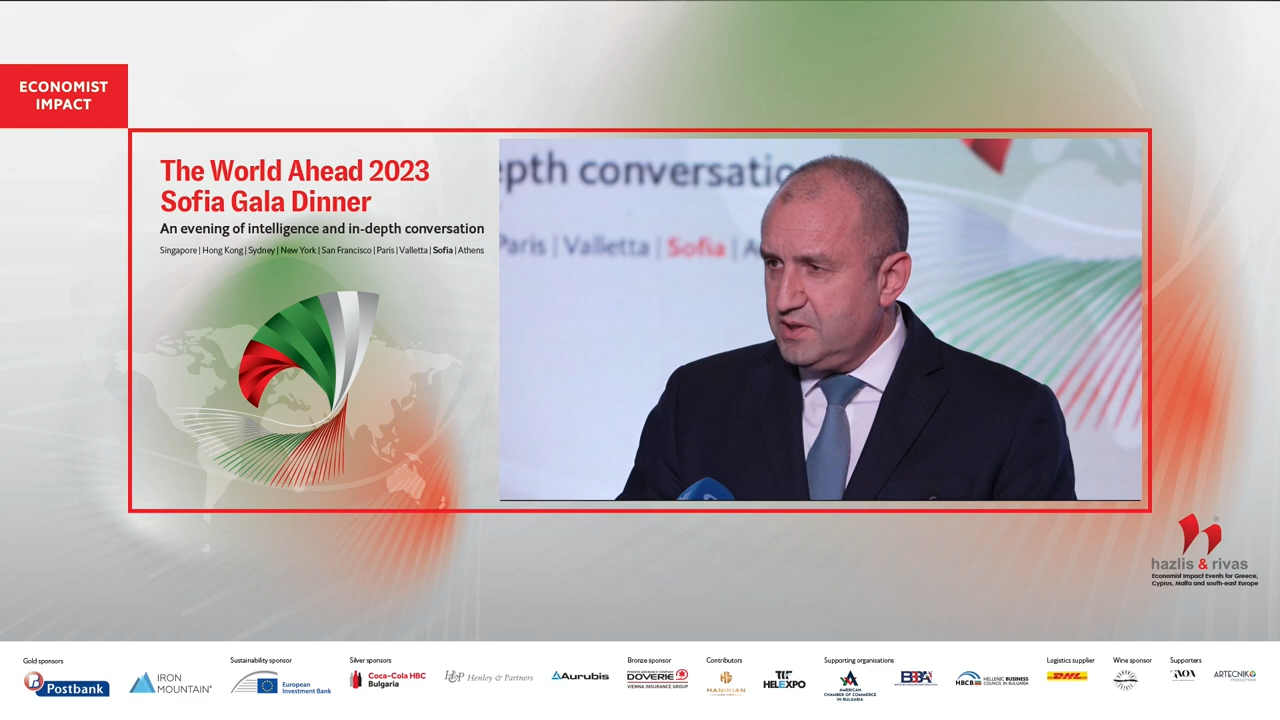 ECONOMIST
IMPACT
The World Ahead 2023
Sofia Gala Dinner
An evening of intelligence and in-depth conversation
Singapore | Hong Kong | Sydney | New York | San Francisco | Paris | Valletta | Sofia | Athens
epth conversatio
Paris | Valletta | Sofia | A
hazlis & rivas
Economist Impact Events for Greece,
Cyprus, Malta and south-east Europe
Gold sponsors
Postbank
IRON
MOUNTAIN
Sustainability sponsor
European
Investment Bank
Silver sponsors
Coca-Cola HBC
Bulgaria
H&P Henley & Partners
Aurubis
Bronze sponsor
DOVERIE
VIENNA INSURANCE GROUP
Contributors
HANIKIAN
TIF
HELEXPO
Supporting organisations
AMERICAN
CHAMBER OF COMMERCE
IN BULGARIA
BBBA
HBCB
HELLENIC BUSINESS
COUNCIL IN BULGARIA
Logistics supplier
DHL
Wine sponsor
Supporters
ARTECNIKO
PRODUCTIONS